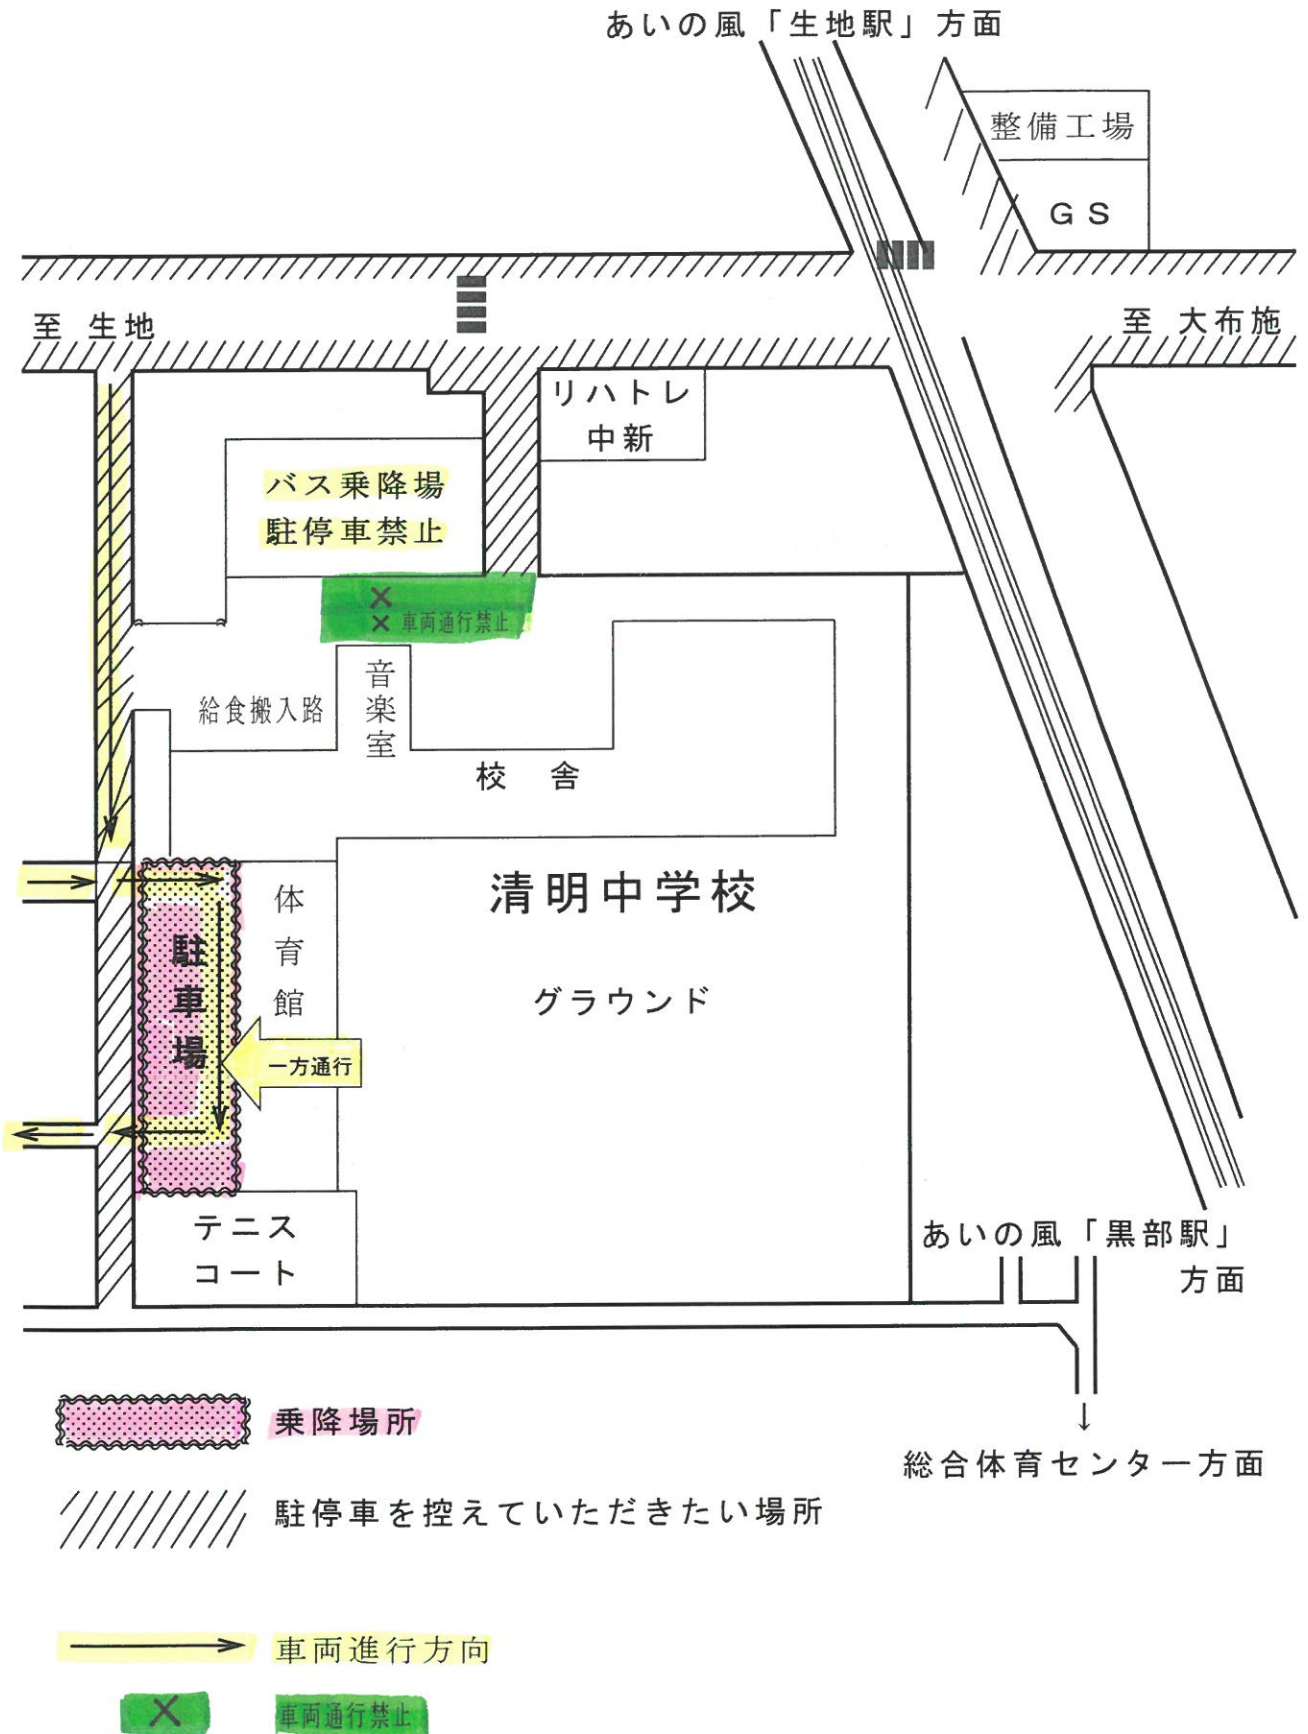 あいの風「生地駅」方面
整備工場
GS
至 生地
至 大布施
リハトレ
中新
バス乗降場
駐停車禁止
×
× 車両通行禁止
給食搬入路
音楽室
校 舎
体育館
清明中学校
駐車場
グラウンド
一方通行
テニス
コート
あいの風「黒部駅」
方面
↓
総合体育センター方面
乗降場所
駐停車を控えていただきたい場所
車両進行方向
× 車両通行禁止